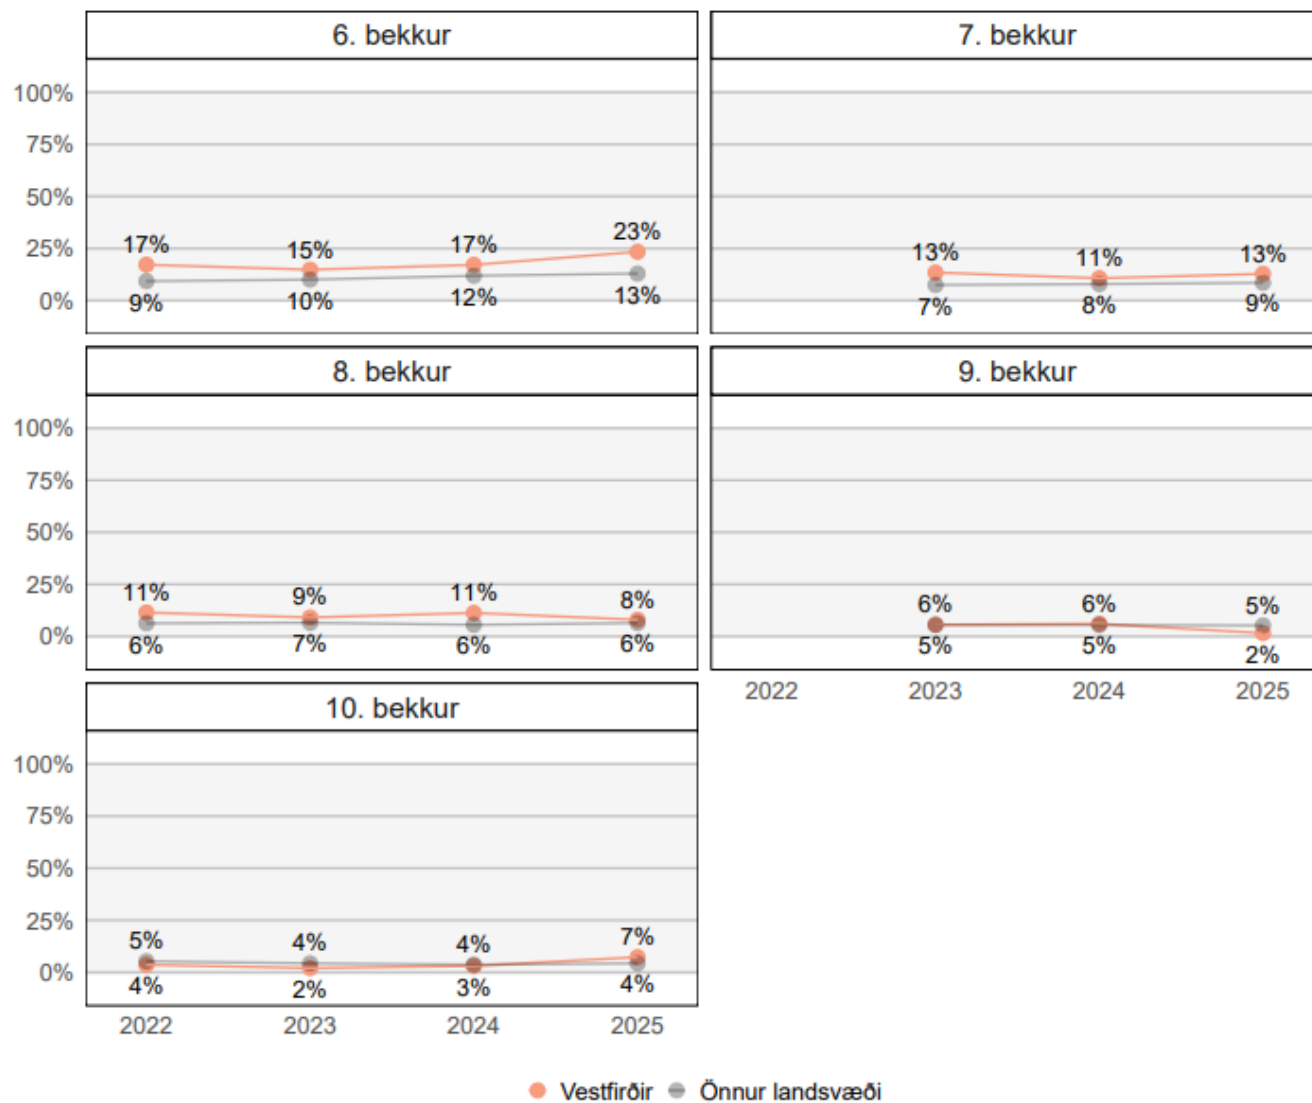 6. bekkur
7. bekkur
100%
75%
50%
25%
0%
17% 15% 17% 23%
9% 10% 12% 13%
13% 11% 13%
7% 8% 9%
8. bekkur
9. bekkur
100%
75%
50%
25%
0%
11% 9% 11% 8%
6% 7% 6% 6%
6% 6% 5%
5% 5% 2%
2022 2023 2024 2025
10. bekkur
100%
75%
50%
25%
0%
5% 4% 4% 7%
4% 2% 3% 4%
2022 2023 2024 2025
Vestfirðir Önnur landsvæði